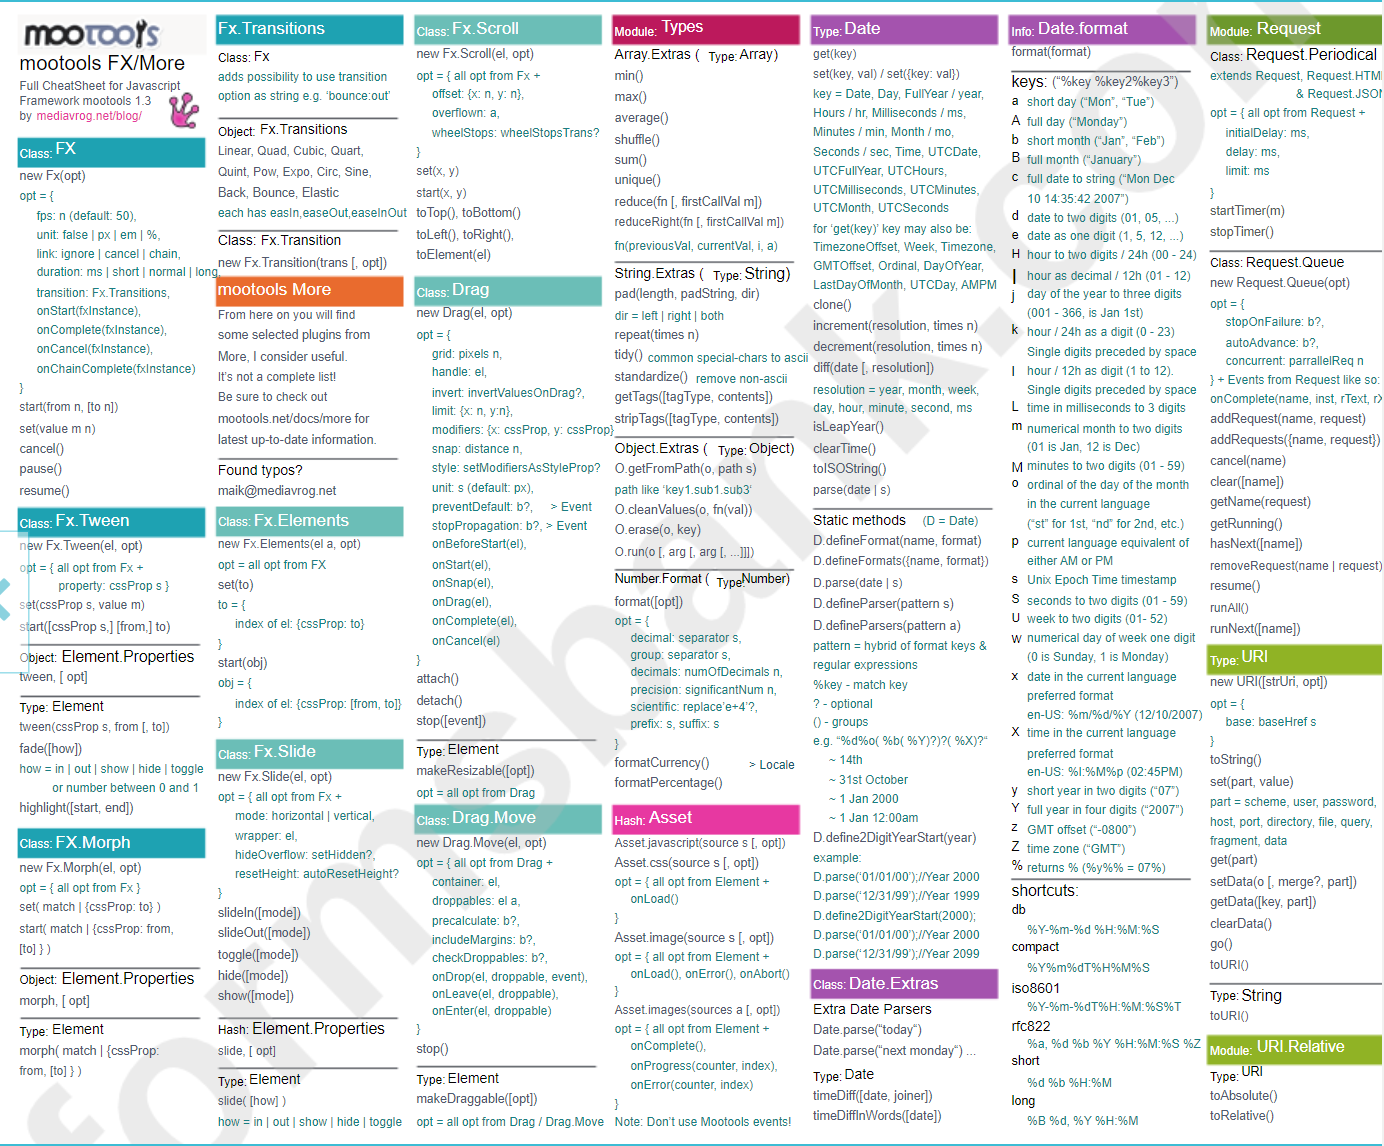 mootools
mootools FX/More
Full CheatSheet for Javascript
Framework mootools 1.3
by mediavrog.net/blog/
Class: FX
new Fx(opt)
opt = {
fps: n (default: 50),
unit: false | px | em | %,
link: ignore | cancel | chain,
duration: ms | short | normal | long,
transition: Fx.Transitions,
onStart(fxInstance),
onComplete(fxInstance),
onCancel(fxInstance),
onChainComplete(fxInstance)
}
start(from n, [to n])
set(value m n)
cancel()
pause()
resume()
Class: Fx.Tween
new Fx.Tween(el, opt)
opt = { all opt from Fx +
property: cssProp s }
set(cssProp s, value m)
start([cssProp s,] [from,] to)
Object: Element.Properties
tween, [ opt]
Type: Element
tween(cssProp s, from [, to])
fade([how])
how = in | out | show | hide | toggle
or number between 0 and 1
highlight([start, end])
Class: FX.Morph
new Fx.Morph(el, opt)
opt = { all opt from Fx }
set( match | {cssProp: to} )
start( match | {cssProp: from,
[to] } )
Object: Element.Properties
morph, [ opt]
Type: Element
morph( match | {cssProp:
from, [to] } )
Fx.Transitions
Class: Fx
adds possibility to use transition
option as string e.g. 'bounce:out'
Object: Fx.Transitions
Linear, Quad, Cubic, Quart,
Quint, Pow, Expo, Circ, Sine,
Back, Bounce, Elastic
each has easIn,easeOut,easeInOut
Class: Fx.Transition
new Fx.Transition(trans [, opt])
mootools More
From here on you will find
some selected plugins from
More, I consider useful.
It's not a complete list!
Be sure to check out
mootools.net/docs/more for
latest up-to-date information.
Found typos?
maik@mediavrog.net
Class: Fx.Elements
new Fx.Elements(el a, opt)
opt = all opt from FX
set(to)
to = {
index of el: {cssProp: to}
}
start(obj)
obj = {
index of el: {cssProp: [from, to]}
}
Class: Fx.Slide
new Fx.Slide(el, opt)
opt = { all opt from Fx +
mode: horizontal | vertical,
wrapper: el,
hideOverflow: setHidden?,
resetHeight: autoResetHeight?
}
slideIn([mode])
slideOut([mode])
toggle([mode])
hide([mode])
show([mode])
Hash: Element.Properties
slide, [ opt]
Type: Element
slide( [how] )
how = in | out | show | hide | toggle
Class: Fx.Scroll
new Fx.Scroll(el, opt)
opt = { all opt from Fx +
offset: {x: n, y: n},
overflown: a,
wheelStops: wheelStopsTrans?
}
set(x, y)
start(x, y)
toTop(), toBottom()
toLeft(), toRight(),
toElement(el)
Class: Drag
new Drag(el, opt)
opt = {
grid: pixels n,
handle: el,
invert: invertValuesOnDrag?,
limit: {x: n, y:n},
modifiers: {x: cssProp, y: cssProp}
snap: distance n,
style: setModifiersAsStyleProp?
unit: s (default: px),
preventDefault: b?, > Event
stopPropagation: b?, > Event
onBeforeStart(el),
onStart(el),
onSnap(el),
onDrag(el),
onComplete(el),
onCancel(el)
}
attach()
detach()
stop([event])
Type: Element
makeResizable([opt])
opt = all opt from Drag
Class: Drag.Move
new Drag.Move(el, opt)
opt = { all opt from Drag +
container: el,
droppables: el a,
precalculate: b?,
includeMargins: b?,
checkDroppables: b?,
onDrop(el, droppable, event),
onLeave(el, droppable),
onEnter(el, droppable)
}
stop()
Type: Element
makeDraggable([opt])
opt = all opt from Drag / Drag.Move
Module: Types
Array.Extras ( Type: Array)
min()
max()
average()
shuffle()
sum()
unique()
reduce(fn [, firstCallVal m])
reduceRight(fn [, firstCallVal m])
fn(previousVal, currentVal, i, a)
String.Extras ( Type: String)
pad(length, padString, dir)
dir = left | right | both
repeat(times n)
tidy() common special-chars to ascii
standardize() remove non-ascii
getTags([tagType, contents])
stripTags([tagType, contents])
Object.Extras ( Type: Object)
O.getFromPath(o, path s)
path like 'key1.sub1.sub3'
O.cleanValues(o, fn(val))
O.erase(o, key)
O.run(o [, arg [, arg [, ...]]])
Number.Format ( Type:Number)
format([opt])
opt = {
decimal: separator s,
group: separator s,
decimals: numOfDecimals n,
precision: significantNum n,
scientific: replace'e+4'?,
prefix: s, suffix: s
}
formatCurrency() > Locale
formatPercentage()
Hash: Asset
Asset.javascript(source s [, opt])
Asset.css(source s [, opt])
opt = { all opt from Element +
onLoad()
}
Asset.image(source s [, opt])
opt = { all opt from Element +
onLoad(), onError(), onAbort()
}
Asset.images(sources a [, opt])
opt = { all opt from Element +
onComplete(),
onProgress(counter, index),
onError(counter, index)
}
Note: Don't use Mootools events!
Type: Date
get(key)
set(key, val) / set({key: val})
key = Date, Day, FullYear / year,
Hours / hr, Milliseconds / ms,
Minutes / min, Month / mo,
Seconds / sec, Time, UTCDate,
UTCFullYear, UTCHours,
UTCMilliseconds, UTCMinutes,
UTCMonth, UTCSeconds
for 'get(key)' key may also be:
TimezoneOffset, Week, Timezone,
GMTOffset, Ordinal, DayOfYear,
LastDayOfMonth, UTCDay, AMPM
clone()
increment(resolution, times n)
decrement(resolution, times n)
diff(date [, resolution])
resolution = year, month, week,
day, hour, minute, second, ms
isLeapYear()
clearTime()
toISOString()
parse(date | s)
Static methods (D = Date)
D.defineFormat(name, format)
D.defineFormats({name, format})
D.parse(date | s)
D.defineParser(pattern s)
D.defineParsers(pattern a)
pattern = hybrid of format keys &
regular expressions
%key - match key
? - optional
() - groups
e.g. "%d%o( %b( %Y)?)?( %X)?"
~ 14th
~ 31st October
~ 1 Jan 2000
~ 1 Jan 12:00am
D.define2DigitYearStart(year)
example:
D.parse('01/01/00');//Year 2000
D.parse('12/31/99');//Year 1999
D.define2DigitYearStart(2000);
D.parse('01/01/00');//Year 2000
D.parse('12/31/99');//Year 2099
Class: Date.Extras
Extra Date Parsers
Date.parse("today")
Date.parse("next monday") ...
Type: Date
timeDiff([date, joiner])
timeDiffInWords([date])
Info: Date.format
format(format)
keys: ("%key %key2%key3")
a short day ("Mon", "Tue")
A full day ("Monday")
b short month ("Jan", "Feb")
B full month ("January")
c full date to string ("Mon Dec
10 14:35:42 2007")
d date to two digits (01, 05, ...)
e date as one digit (1, 5, 12, ...)
H hour to two digits / 24h (00 - 24)
I hour as decimal / 12h (01 - 12)
j day of the year to three digits
(001 - 366, is Jan 1st)
k hour / 24h as a digit (0 - 23)
Single digits preceded by space
l hour / 12h as digit (1 to 12).
Single digits preceded by space
L time in milliseconds to 3 digits
m numerical month to two digits
(01 is Jan, 12 is Dec)
M minutes to two digits (01 - 59)
o ordinal of the day of the month
in the current language
("st" for 1st, "nd" for 2nd, etc.)
p current language equivalent of
either AM or PM
s Unix Epoch Time timestamp
S seconds to two digits (01 - 59)
U week to two digits (01- 52)
w numerical day of week one digit
(0 is Sunday, 1 is Monday)
x date in the current language
preferred format
en-US: %m/%d/%Y (12/10/2007)
X time in the current language
preferred format
en-US: %I:%M%p (02:45PM)
y short year in two digits ("07")
Y full year in four digits ("2007")
z GMT offset ("-0800")
Z time zone ("GMT")
% returns % (%y%% = 07%)
shortcuts:
db
%Y-%m-%d %H:%M:%S
compact
%Y%m%dT%H%M%S
iso8601
%Y-%m-%dT%H:%M:%S%T
rfc822
%a, %d %b %Y %H:%M:%S %Z
short
%d %b %H:%M
long
%B %d, %Y %H:%M
Module: Request
Class: Request.Periodical
extends Request, Request.HTML
& Request.JSON
opt = { all opt from Request +
initialDelay: ms,
delay: ms,
limit: ms
}
startTimer(m)
stopTimer()
Class: Request.Queue
new Request.Queue(opt)
opt = {
stopOnFailure: b?,
autoAdvance: b?,
concurrent: parrallelReq n
} + Events from Request like so:
onComplete(name, inst, rText, rX
addRequest(name, request)
addRequests({name, request})
cancel(name)
clear([name])
getName(request)
getRunning()
hasNext([name])
removeRequest(name | request)
resume()
runAll()
runNext([name])
Type: URI
new URI([strUri, opt])
opt = {
base: baseHref s
}
toString()
set(part, value)
part = scheme, user, password,
host, port, directory, file, query,
fragment, data
get(part)
setData(o [, merge?, part])
getData([key, part])
clearData()
go()
toURI()
Type: String
toURI()
Module: URI.Relative
Type: URI
toAbsolute()
toRelative()
formsbank.com